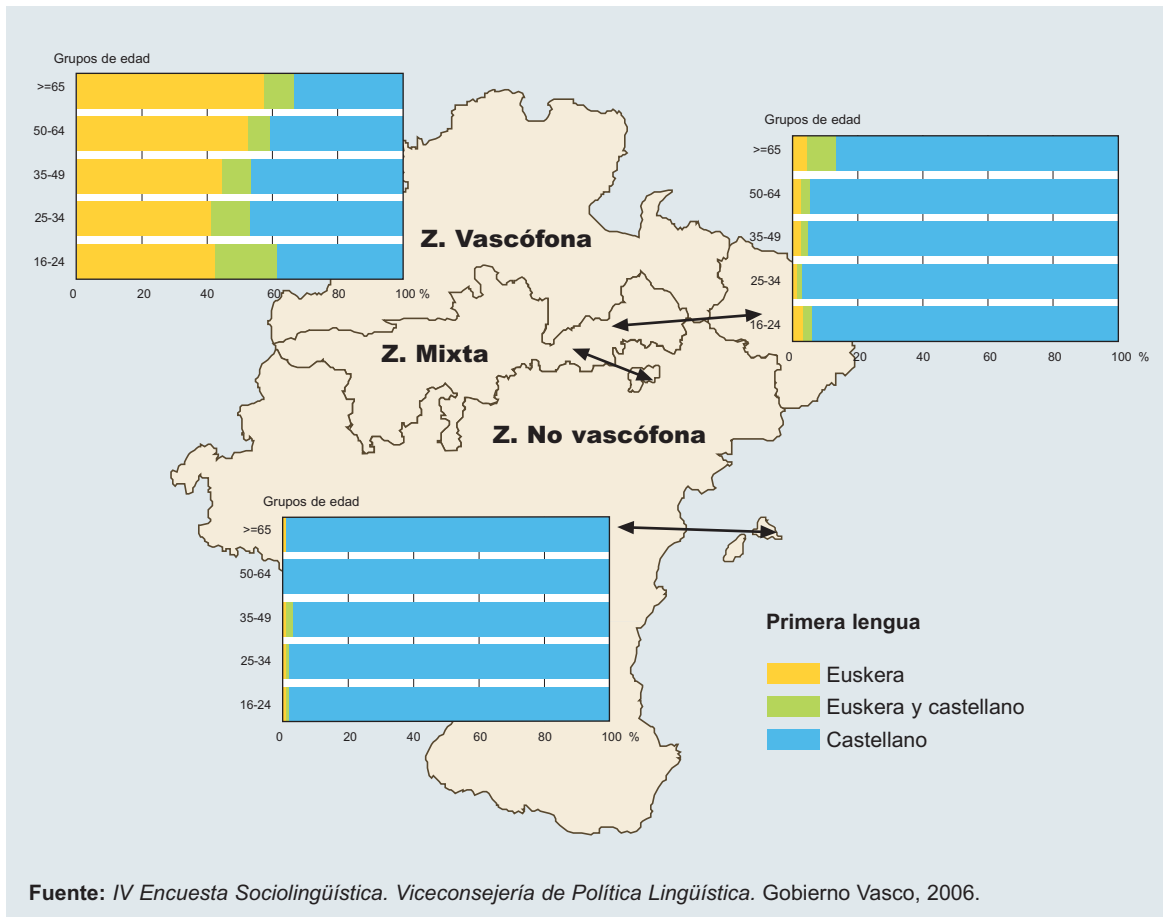 Grupos de edad
>=65
50-64
35-49
25-34
16-24
0 20 40 60 80 100 %
Grupos de edad
>=65
50-64
35-49
25-34
16-24
0 20 40 60 80 100 %
Z. Vascófona
Z. Mixta
Z. No vascófona
Grupos de edad
>=65
50-64
35-49
25-34
16-24
0 20 40 60 80 100 %
Primera lengua
Euskera
Euskera y castellano
Castellano
Fuente: IV Encuesta Sociolingüística. Viceconsejería de Política Lingüística. Gobierno Vasco, 2006.